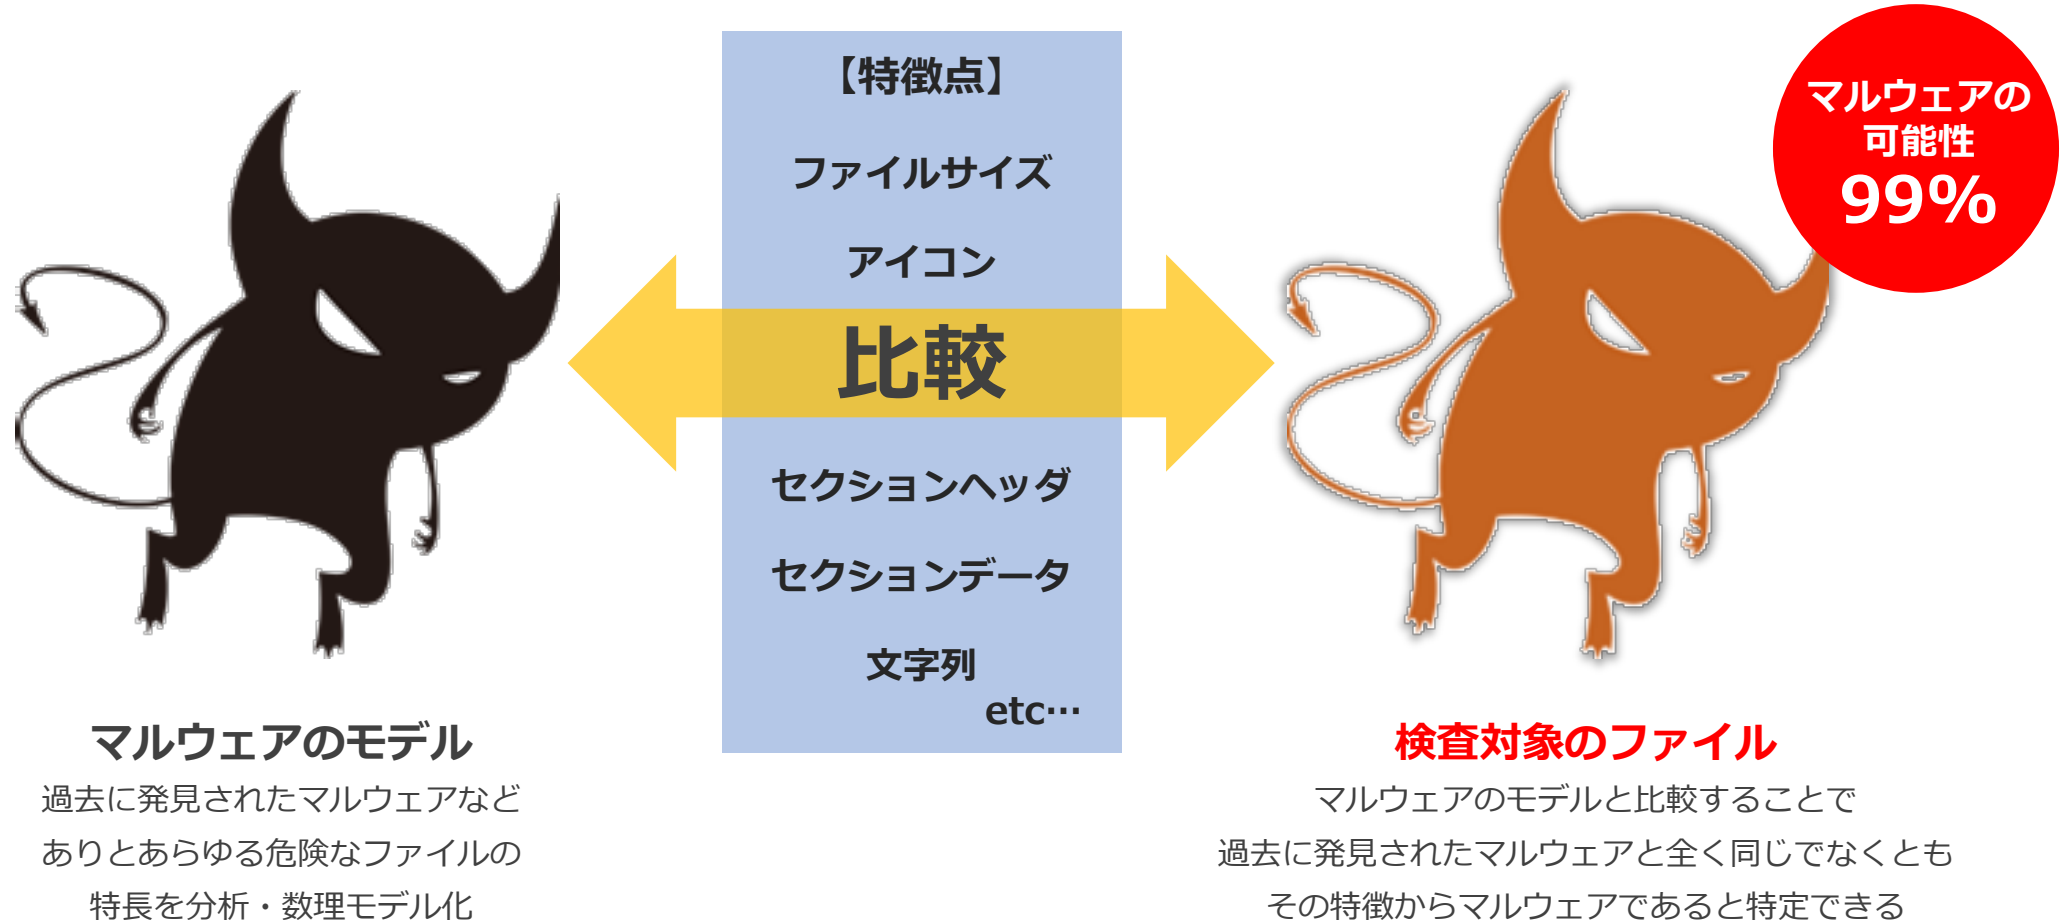 【特徴点】
ファイルサイズ
アイコン
比較
セクションヘッダ
セクションデータ
文字列
etc…
マルウェアの
可能性
99%
マルウェアのモデル
過去に発見されたマルウェアなど
ありとあらゆる危険なファイルの
特長を分析・数理モデル化
検査対象のファイル
マルウェアのモデルと比較することで
過去に発見されたマルウェアと全く同じでなくとも
その特徴からマルウェアであると特定できる